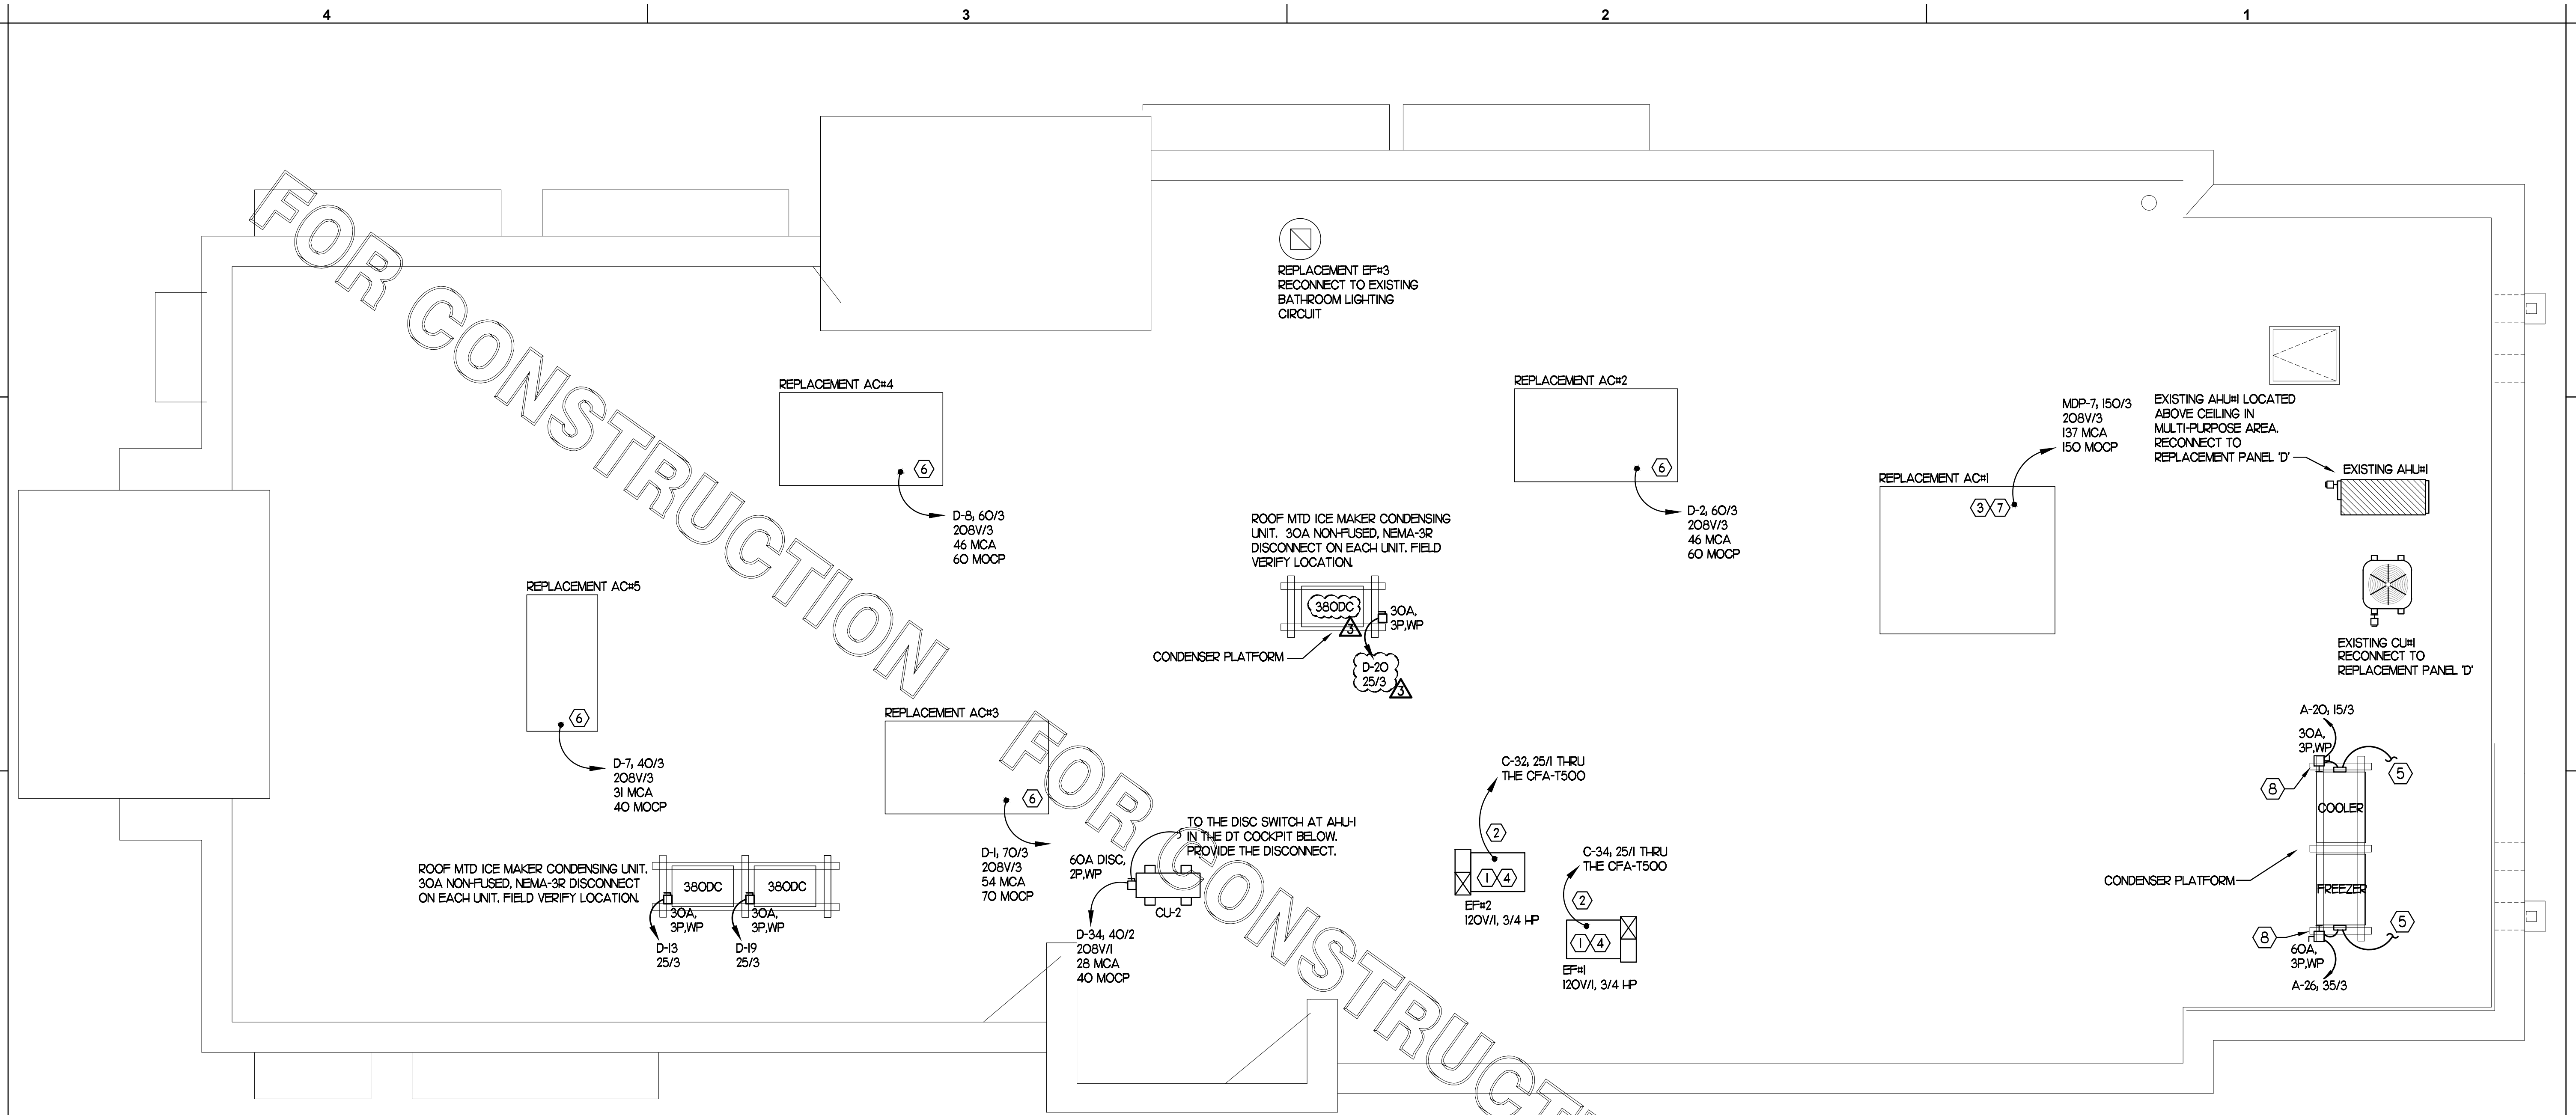 4
3
2
1
FOR CONSTRUCTION
REPLACEMENT EF#3
RECONNECT TO EXISTING
BATHROOM LIGHTING
CIRCUIT
REPLACEMENT AC#4
6
D-8, 60/3
208V/3
46 MCA
60 MOCP
REPLACEMENT AC#2
6
D-2, 60/3
208V/3
46 MCA
60 MOCP
MDP-7, 150/3
208V/3
137 MCA
150 MOCP
REPLACEMENT AC#1
3
7
EXISTING AHU#1 LOCATED
ABOVE CEILING IN
MULTI-PURPOSE AREA.
RECONNECT TO
REPLACEMENT PANEL 'D'
EXISTING AHU#1
EXISTING CU#1
RECONNECT TO
REPLACEMENT PANEL 'D'
ROOF MTD ICE MAKER CONDENSING
UNIT. 30A NON-FUSED, NEMA-3R
DISCONNECT ON EACH UNIT. FIELD
VERIFY LOCATION.
380DC
3
30A,
3P,WP
CONDENSER PLATFORM
D-20
25/3
3
REPLACEMENT AC#5
6
D-7, 40/3
208V/3
31 MCA
40 MOCP
REPLACEMENT AC#3
6
D-1, 70/3
208V/3
54 MCA
70 MOCP
FOR CONSTRUCTI
TO THE DISC SWITCH AT AHU-1
IN THE DT COCKPIT BELOW.
PROVIDE THE DISCONNECT.
60A DISC,
2P,WP
CU-2
D-34, 40/2
208V/1
28 MCA
40 MOCP
ROOF MTD ICE MAKER CONDENSING UNIT.
30A NON-FUSED, NEMA-3R DISCONNECT
ON EACH UNIT. FIELD VERIFY LOCATION.
380DC
380DC
30A,
3P,WP
30A,
3P,WP
D-13
25/3
D-19
25/3
C-32, 25/1 THRU
THE CFA-T500
2
1
4
EF#2
120V/1, 3/4 HP
C-34, 25/1 THRU
THE CFA-T500
2
1
4
EF#1
120V/1, 3/4 HP
A-20, 15/3
30A,
3P,WP
5
8
COOLER
CONDENSER PLATFORM
FREEZER
5
8
60A,
3P,WP
A-26, 35/3